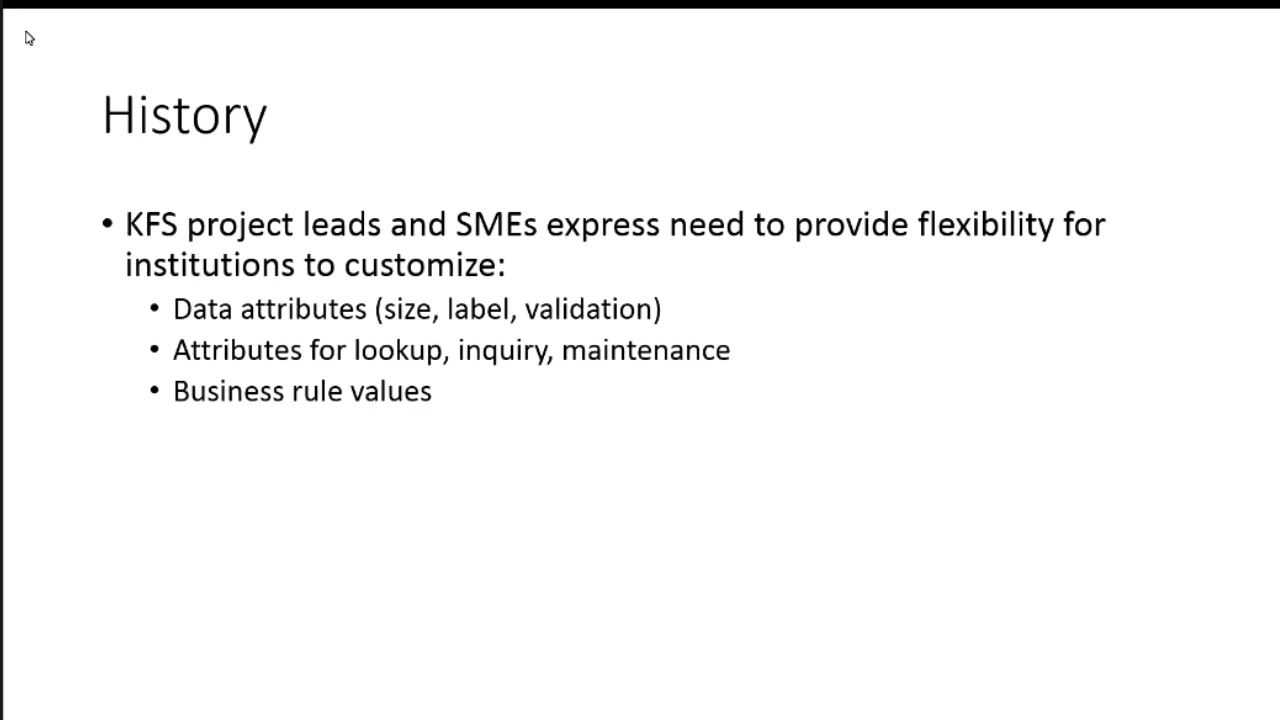 History
• KFS project leads and SMEs express need to provide flexibility for
institutions to customize:
• Data attributes (size, label, validation)
• Attributes for lookup, inquiry, maintenance
• Business rule values